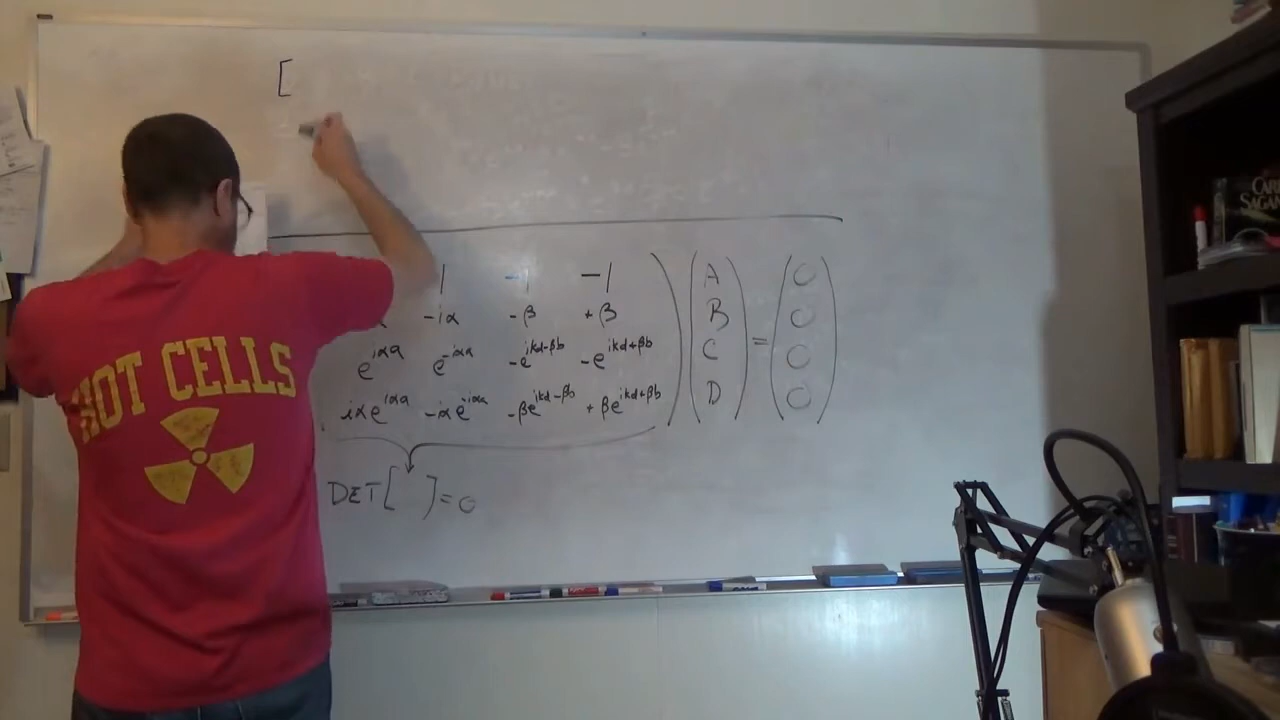 [
1 -1 -1 ) ( A ) ( 0 )
-iα -β +β B 0
e^{iαa} e^{-iαa} -e^{ikd-βb} -e^{ikd+βb} C = 0
iαe^{iαa} -iαe^{-iαa} -βe^{ikd-βb} +βe^{ikd+βb} D 0
DET[ ]=0
HOT CELLS
CARL
SAGAN